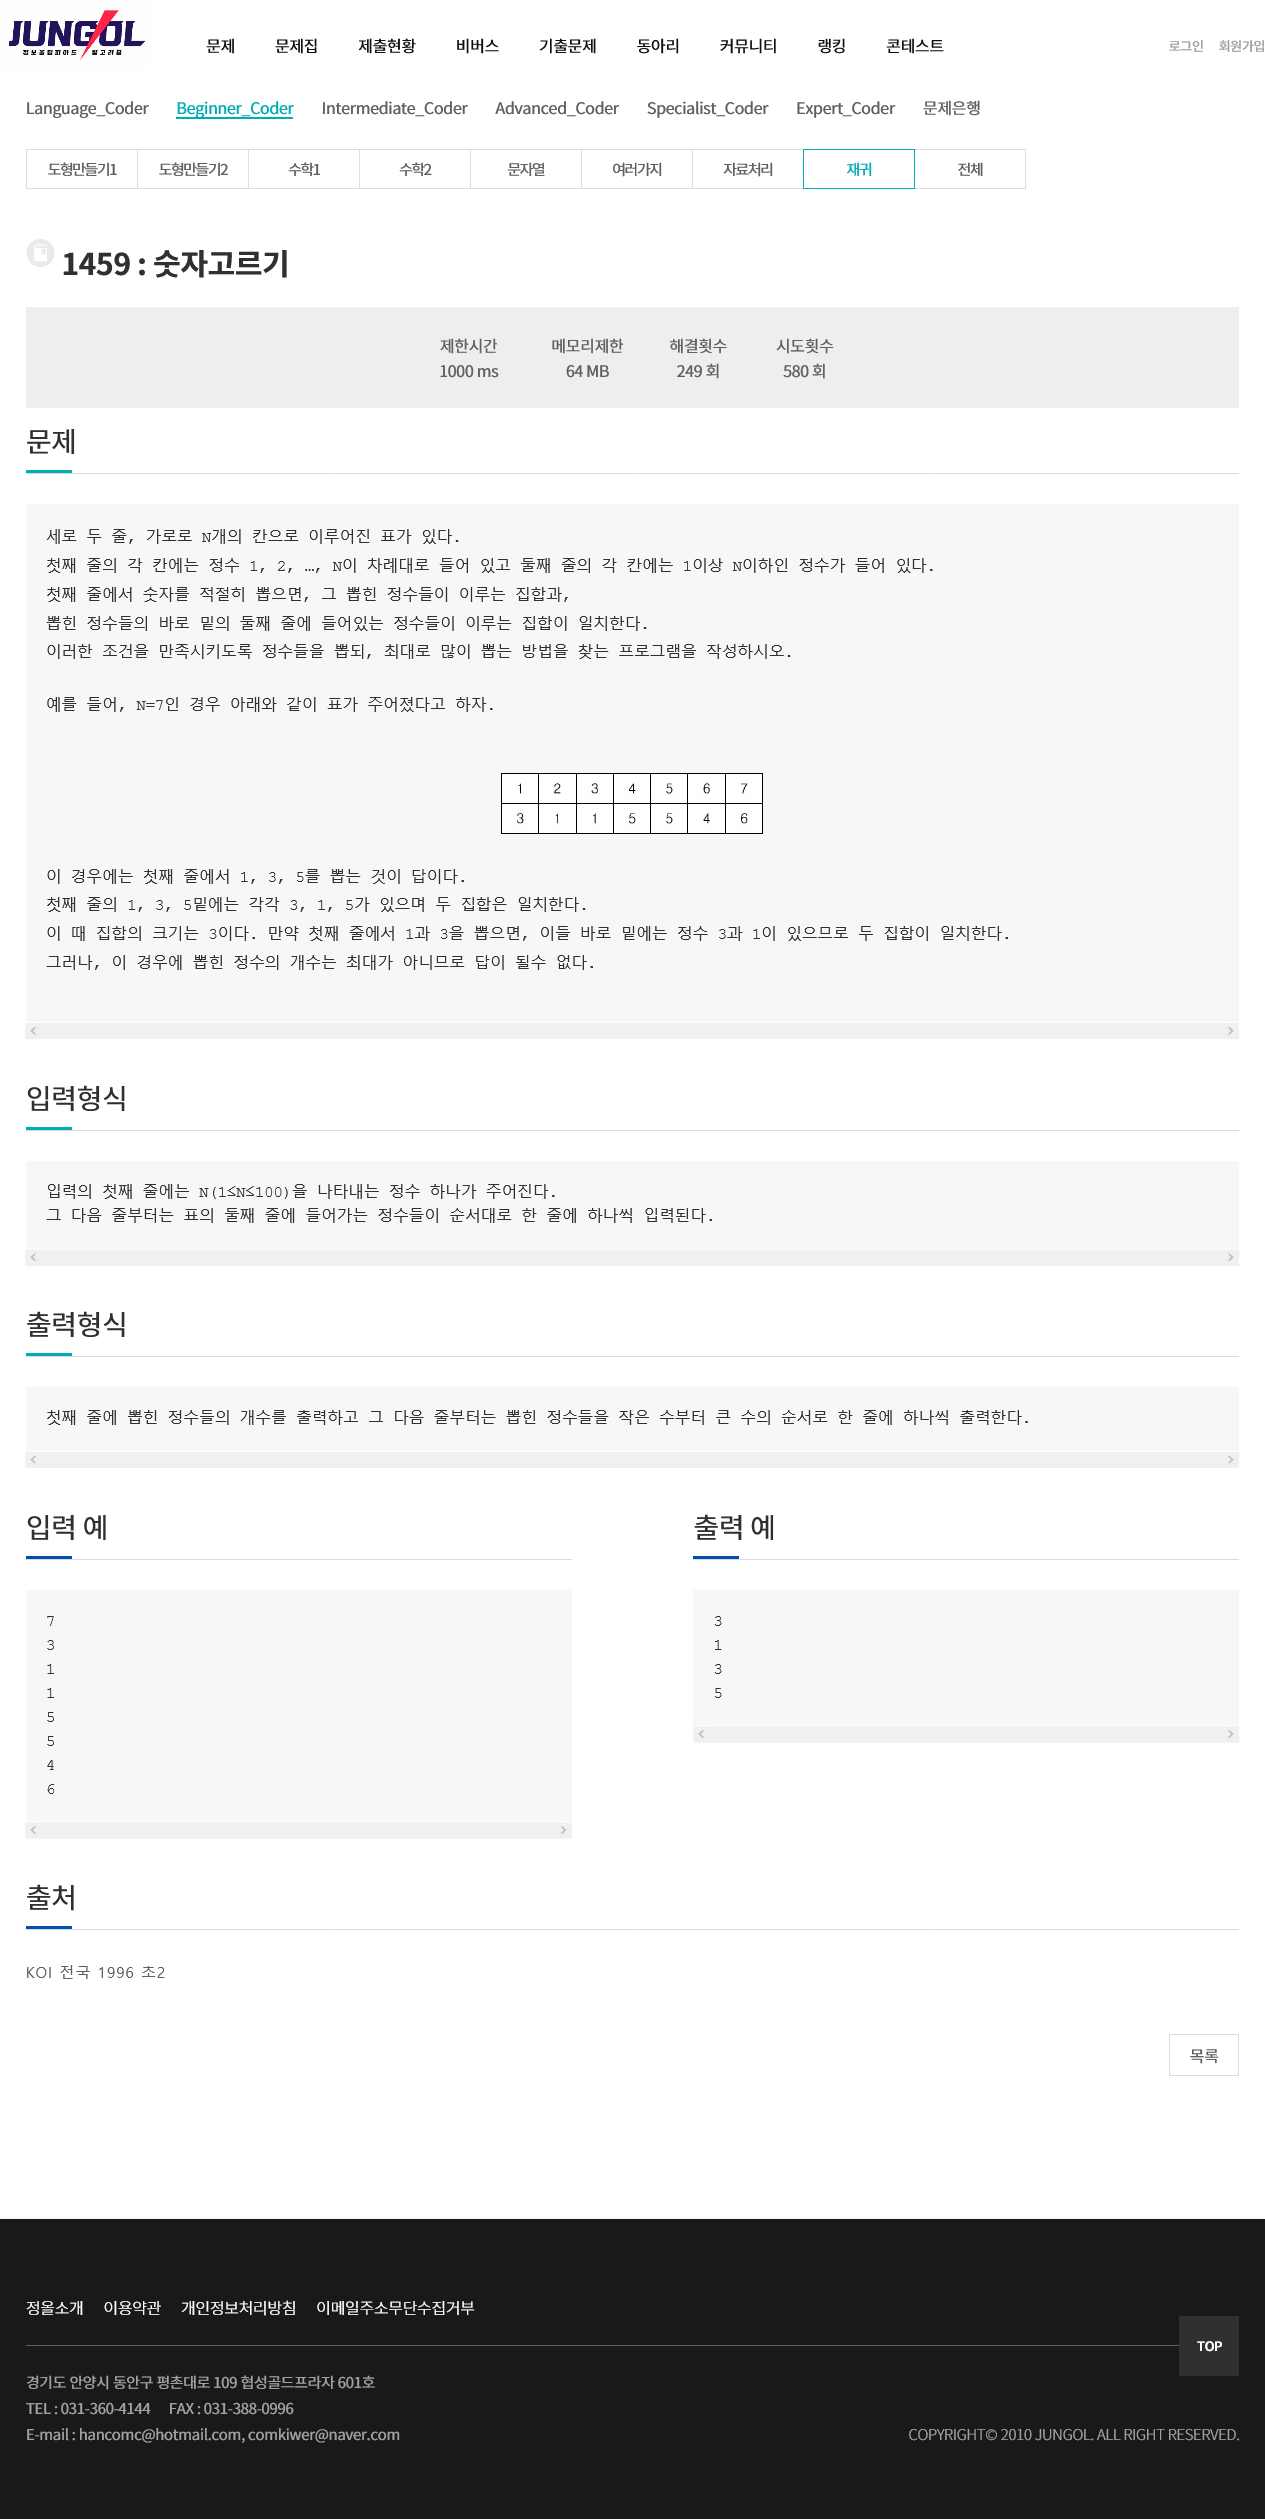 JUNGOL
정보올림피아드 알고리즘
문제 문제집 제출현황 비버스 기출문제 동아리 커뮤니티 랭킹 콘테스트 로그인 회원가입
Language_Coder Beginner_Coder Intermediate_Coder Advanced_Coder Specialist_Coder Expert_Coder 문제은행
도형만들기1 도형만들기2 수학1 수학2 문자열 여러가지 자료처리 재귀 전체
1459 : 숫자고르기
제한시간 메모리제한 해결횟수 시도횟수
1000 ms 64 MB 249 회 580 회
문제
세로 두 줄, 가로로 N개의 칸으로 이루어진 표가 있다.
첫째 줄의 각 칸에는 정수 1, 2, …, N이 차례대로 들어 있고 둘째 줄의 각 칸에는 1이상 N이하인 정수가 들어 있다.
첫째 줄에서 숫자를 적절히 뽑으면, 그 뽑힌 정수들이 이루는 집합과,
뽑힌 정수들의 바로 밑의 둘째 줄에 들어있는 정수들이 이루는 집합이 일치한다.
이러한 조건을 만족시키도록 정수들을 뽑되, 최대로 많이 뽑는 방법을 찾는 프로그램을 작성하시오.
예를 들어, N=7인 경우 아래와 같이 표가 주어졌다고 하자.
1 2 3 4 5 6 7
3 1 1 5 5 4 6
이 경우에는 첫째 줄에서 1, 3, 5를 뽑는 것이 답이다.
첫째 줄의 1, 3, 5밑에는 각각 3, 1, 5가 있으며 두 집합은 일치한다.
이 때 집합의 크기는 3이다. 만약 첫째 줄에서 1과 3을 뽑으면, 이들 바로 밑에는 정수 3과 1이 있으므로 두 집합이 일치한다.
그러나, 이 경우에 뽑힌 정수의 개수는 최대가 아니므로 답이 될수 없다.
입력형식
입력의 첫째 줄에는 N(1≤N≤100)을 나타내는 정수 하나가 주어진다.
그 다음 줄부터는 표의 둘째 줄에 들어가는 정수들이 순서대로 한 줄에 하나씩 입력된다.
출력형식
첫째 줄에 뽑힌 정수들의 개수를 출력하고 그 다음 줄부터는 뽑힌 정수들을 작은 수부터 큰 수의 순서로 한 줄에 하나씩 출력한다.
입력 예
7
3
1
1
5
5
4
6
출력 예
3
1
3
5
출처
KOI 전국 1996 초2
목록
정올소개 이용약관 개인정보처리방침 이메일주소무단수집거부
TOP
경기도 안양시 동안구 평촌대로 109 협성골드프라자 601호
TEL : 031-360-4144 FAX : 031-388-0996
E-mail : hancomc@hotmail.com, comkiwer@naver.com
COPYRIGHT© 2010 JUNGOL. ALL RIGHT RESERVED.